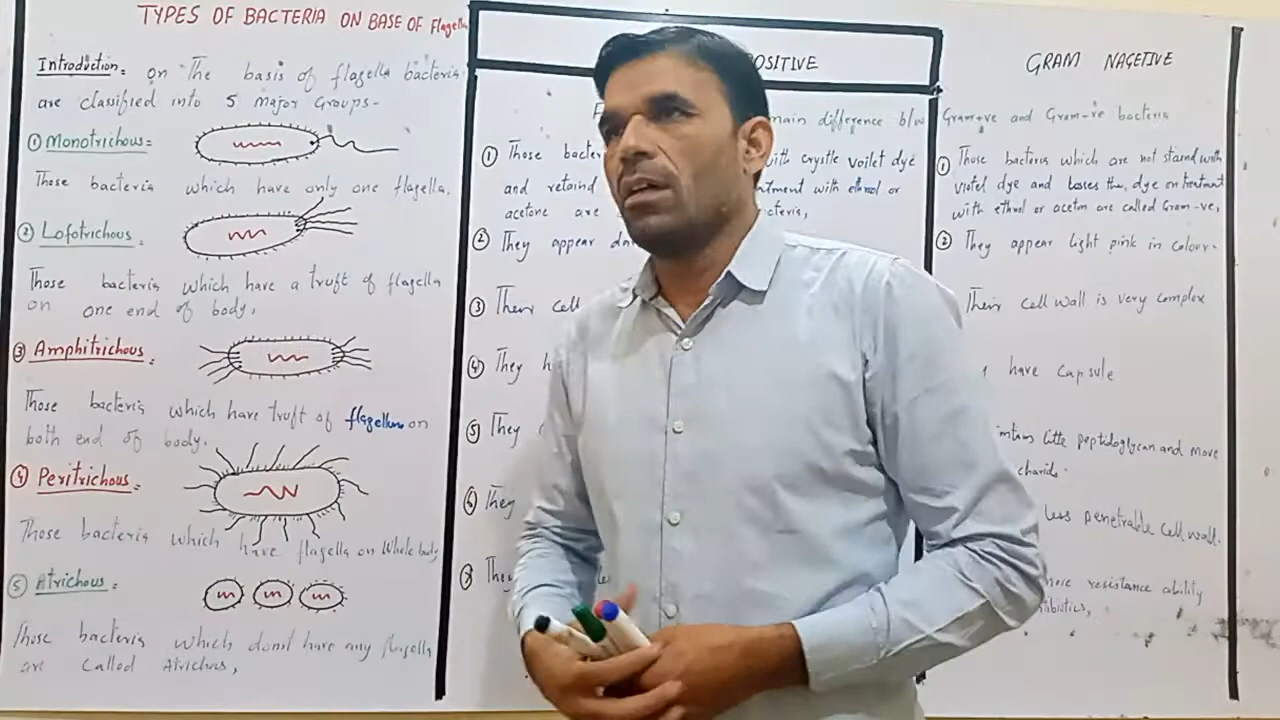 TYPES OF BACTERIA ON BASE OF Flagella
Introduction:
on The basis of flagella bacteria
are classified into 5 major Groups-
① Monotrichous:
Those bacteria which have only one flagella.
② Lofotrichous:
Those bacteria which have a truft of flagella
on one end of body,
③ Amphitrichous:
Those bacteria which have truft of flagellum on
both end of body.
④ Peritrichous:
Those bacteria which have flagella on Whole body
⑤ Atrichous:
Those bacteria which donot have any flagella
are called Atrichus,
OSITIVE
main difference b/w
① Those bacter
with crystle voilet dye
and retaind
atment with ethnol or
acetone are
cteria,
② They appear da
③ Their cell
④ They h
⑤ They
⑥ They
⑦ They
GRAM NAGETIVE
Gram+ve and Gram-ve bacteria
① Those bacteria which are not staind with
violet dye and losses the dye on treatment
with ethnol or aceton are called Gram-ve,
② They appear light pink in colour.
Their cell wall is very complex
have capsule
little peptidoglycan and more
charids.
less penetrable cell wall.
more resistance ability
tibiotics,